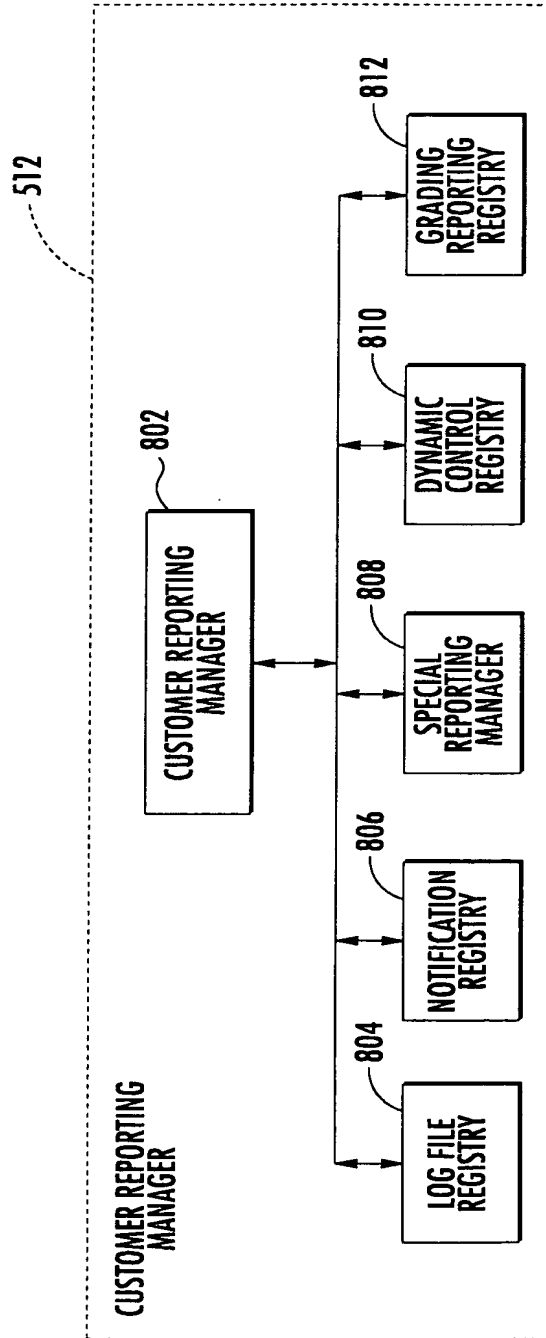 CUSTOMER REPORTING
MANAGER
512
802
CUSTOMER REPORTING
MANAGER
804
LOG FILE
REGISTRY
806
NOTIFICATION
REGISTRY
808
SPECIAL
REPORTING
MANAGER
810
DYNAMIC
CONTROL
REGISTRY
812
GRADING
REPORTING
REGISTRY